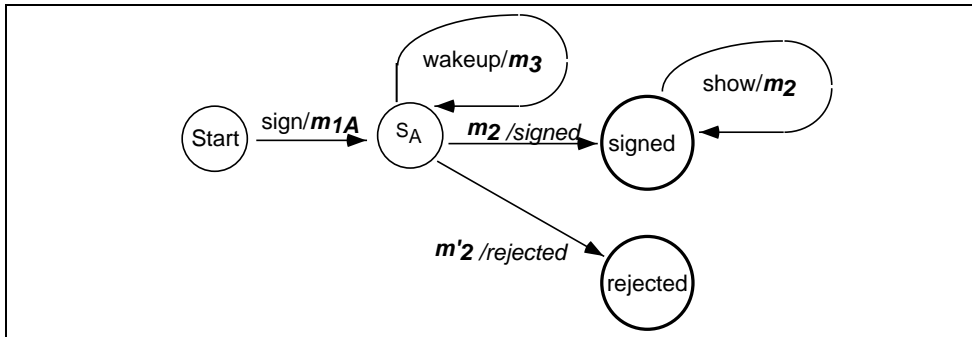 wakeup/m3
show/m2
sign/m1A
Start
SA
m2 /signed
signed
m'2 /rejected
rejected